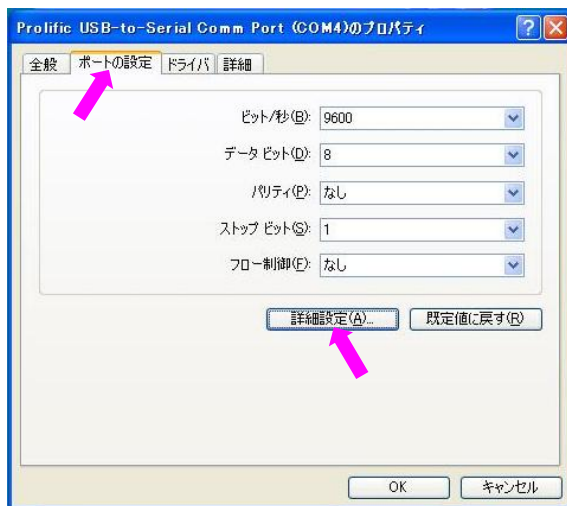 Prolific USB-to-Serial Comm Port (COM4)のプロパティ
全般 ポートの設定 ドライバ 詳細
ビット/秒(B): 9600
データ ビット(D): 8
パリティ(P): なし
ストップ ビット(S): 1
フロー制御(F): なし
詳細設定(A)... 既定値に戻す(R)
OK キャンセル